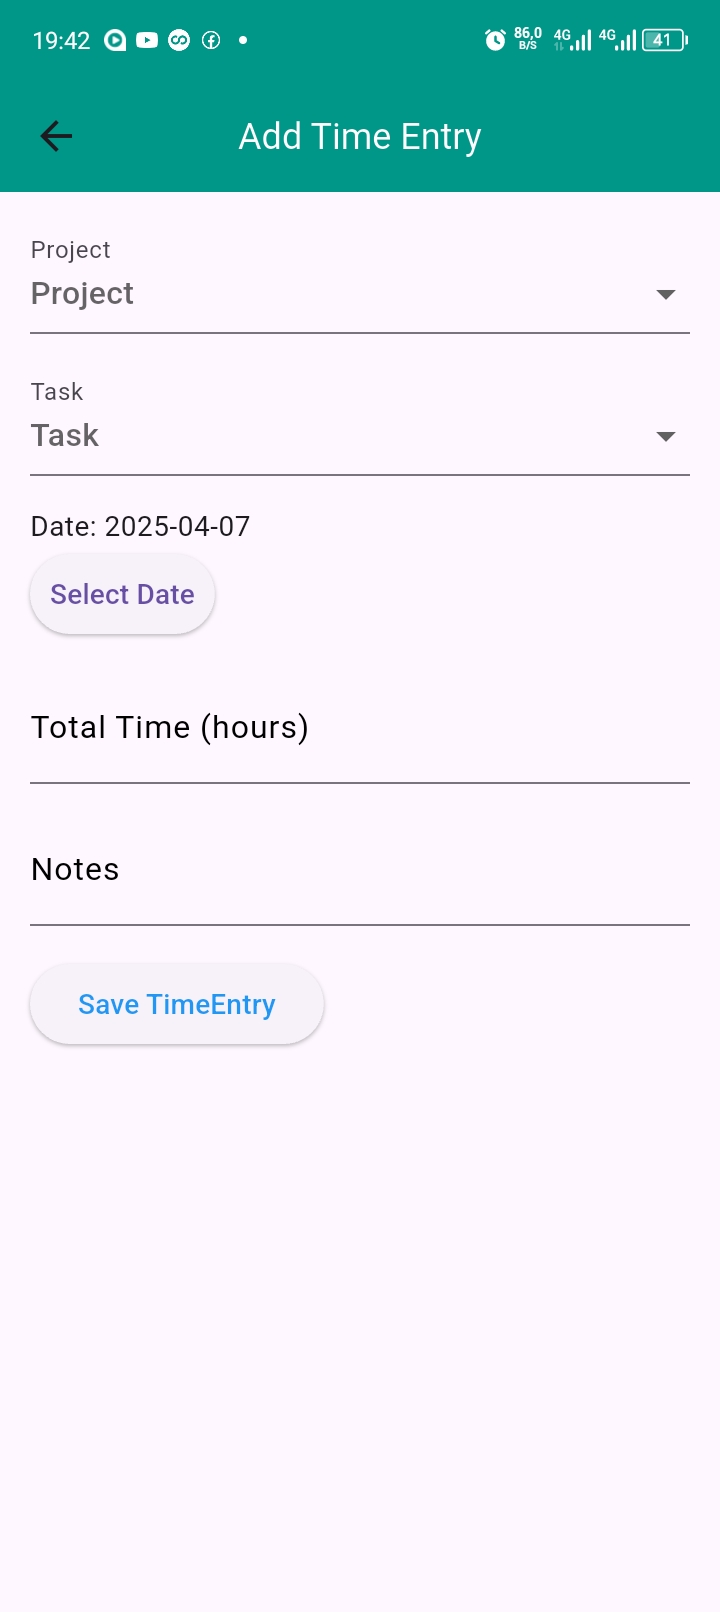 19:42 86,0 B/S 4G 4G 41
Add Time Entry
Project
Project
Task
Task
Date: 2025-04-07
Select Date
Total Time (hours)
Notes
Save TimeEntry